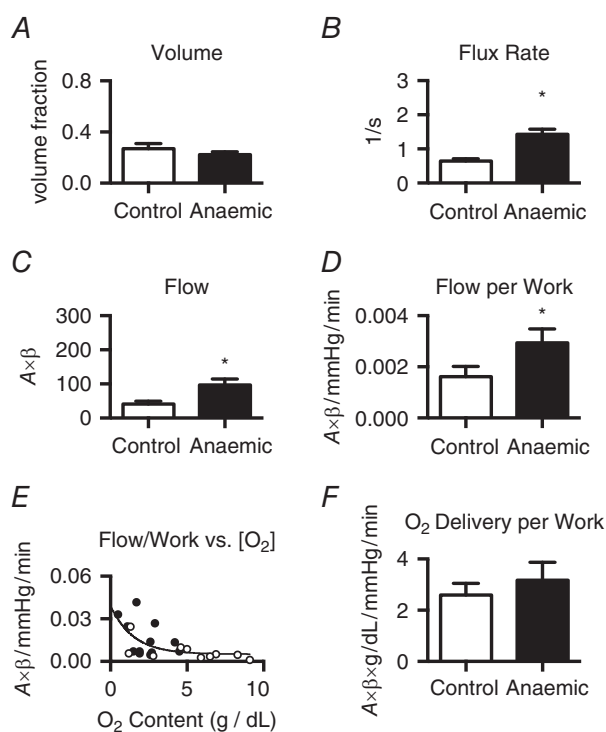 A
Volume
volume fraction
0.8
0.4
0.0
Control Anaemic
B
Flux Rate
1/s
3
2
1
0
*
Control Anaemic
C
Flow
A×β
300
200
100
0
*
Control Anaemic
D
Flow per Work
A×β/mmHg/min
0.004
0.002
0.000
*
Control Anaemic
E
Flow/Work vs. [O₂]
A×β/mmHg/min
0.06
0.03
0.00
0 5 10
O₂ Content (g / dL)
F
O₂ Delivery per Work
A×β×g/dL/mmHg/min
4
2
0
Control Anaemic